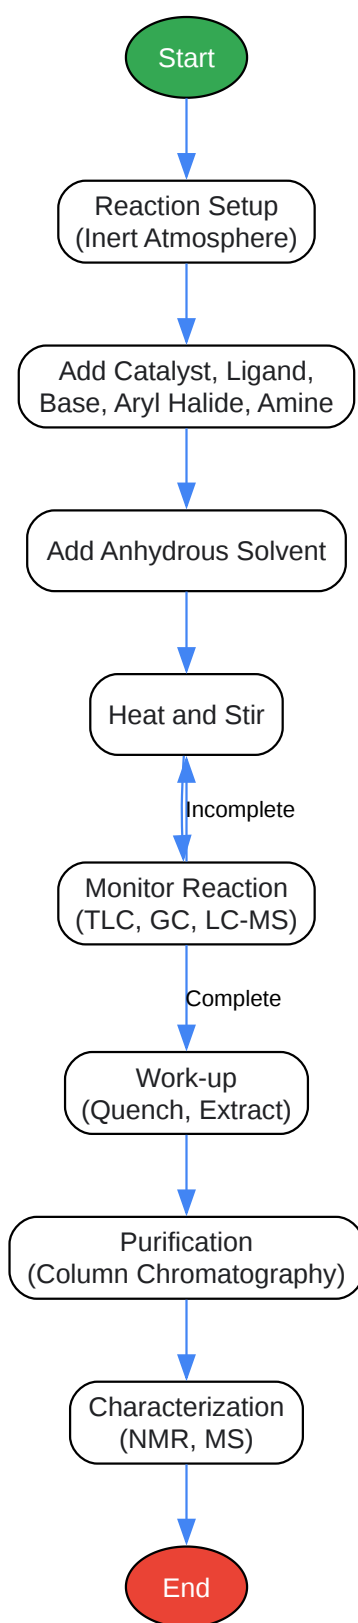 Start
Reaction Setup
(Inert Atmosphere)
Add Catalyst, Ligand,
Base, Aryl Halide, Amine
Add Anhydrous Solvent
Heat and Stir
Incomplete
Monitor Reaction
(TLC, GC, LC-MS)
Complete
Work-up
(Quench, Extract)
Purification
(Column Chromatography)
Characterization
(NMR, MS)
End